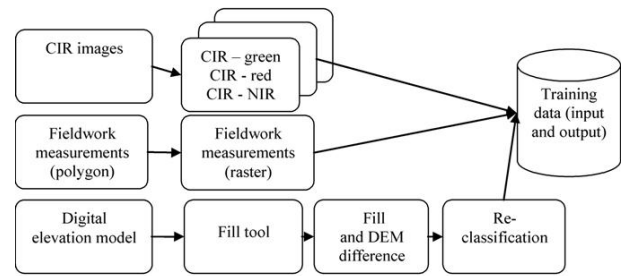 CIR images
CIR – green
CIR - red
CIR - NIR
Training
data (input
and output)
Fieldwork
measurements
(polygon)
Fieldwork
measurements
(raster)
Digital
elevation model
Fill tool
Fill
and DEM
difference
Re-
classification